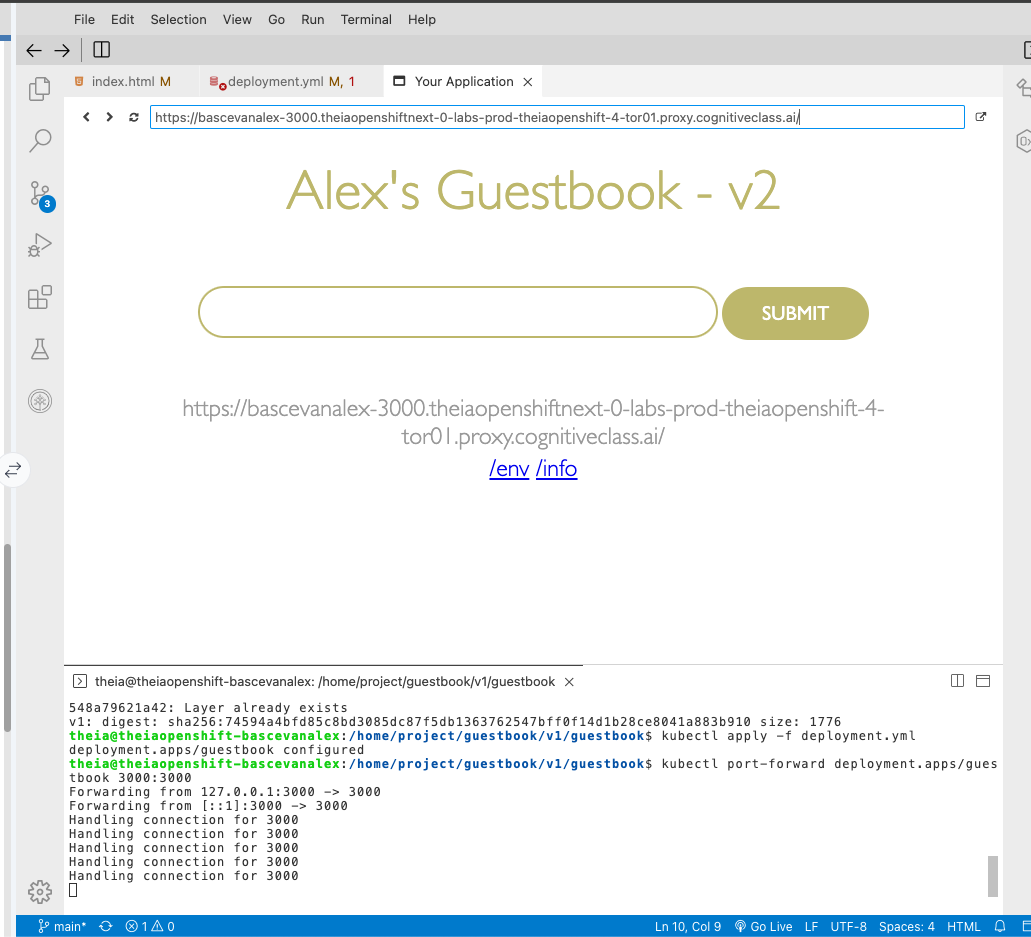 File Edit Selection View Go Run Terminal Help
index.html M deployment.yml M, 1 Your Application
https://bascevanalex-3000.theiaopenshiftnext-0-labs-prod-theiaopenshift-4-tor01.proxy.cognitiveclass.ai/
Alex's Guestbook - v2
SUBMIT
https://bascevanalex-3000.theiaopenshiftnext-0-labs-prod-theiaopenshift-4-
tor01.proxy.cognitiveclass.ai/
/env /info
3
theia@theiaopenshift-bascevanalex: /home/project/guestbook/v1/guestbook
548a79621a42: Layer already exists
v1: digest: sha256:74594a4bfd85c8bd3085dc87f5db1363762547bff0f14d1b28ce8041a883b910 size: 1776
theia@theiaopenshift-bascevanalex:/home/project/guestbook/v1/guestbook$ kubectl apply -f deployment.yml
deployment.apps/guestbook configured
theia@theiaopenshift-bascevanalex:/home/project/guestbook/v1/guestbook$ kubectl port-forward deployment.apps/gues
tbook 3000:3000
Forwarding from 127.0.0.1:3000 -> 3000
Forwarding from [::1]:3000 -> 3000
Handling connection for 3000
Handling connection for 3000
Handling connection for 3000
Handling connection for 3000
Handling connection for 3000
main* 1 0 Ln 10, Col 9 Go Live LF UTF-8 Spaces: 4 HTML